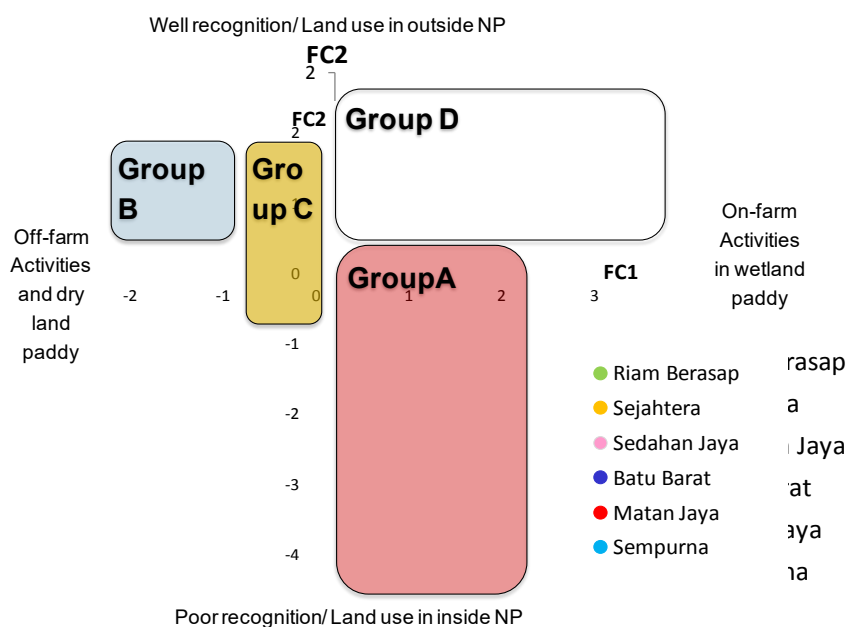 Well recognition/ Land use in outside NP
FC2
2
FC2
2
Group D
Group
B
Gro
up C
1
Off-farm
Activities
and dry
land
paddy
On-farm
Activities
in wetland
paddy
0
GroupA
FC1
-2
-1
0
1
2
3
-1
-2
-3
-4
Riam Berasap
Sejahtera
Sedahan Jaya
Batu Barat
Matan Jaya
Sempurna
rasap
a
Jaya
rat
aya
na
Poor recognition/ Land use in inside NP